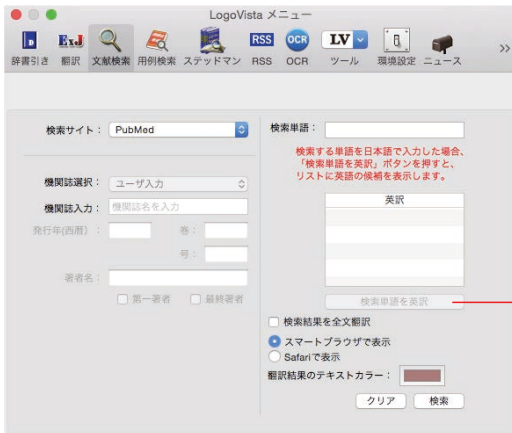 LogoVista メニュー
辞書引き 翻訳 文献検索 用例検索 ステッドマン RSS OCR ツール 環境設定 ニュース
ExJ RSS OCR LV
検索サイト： PubMed
機関誌選択： ユーザ入力
機関誌入力： 機関誌名を入力
発行年(西暦)： 巻：
号：
著者名：
第一著者 最終著者
検索単語：
検索する単語を日本語で入力した場合、
「検索単語を英訳」ボタンを押すと、
リストに英語の候補を表示します。
英訳
検索単語を英訳
検索結果を全文翻訳
スマートブラウザで表示
Safariで表示
翻訳結果のテキストカラー：
クリア 検索